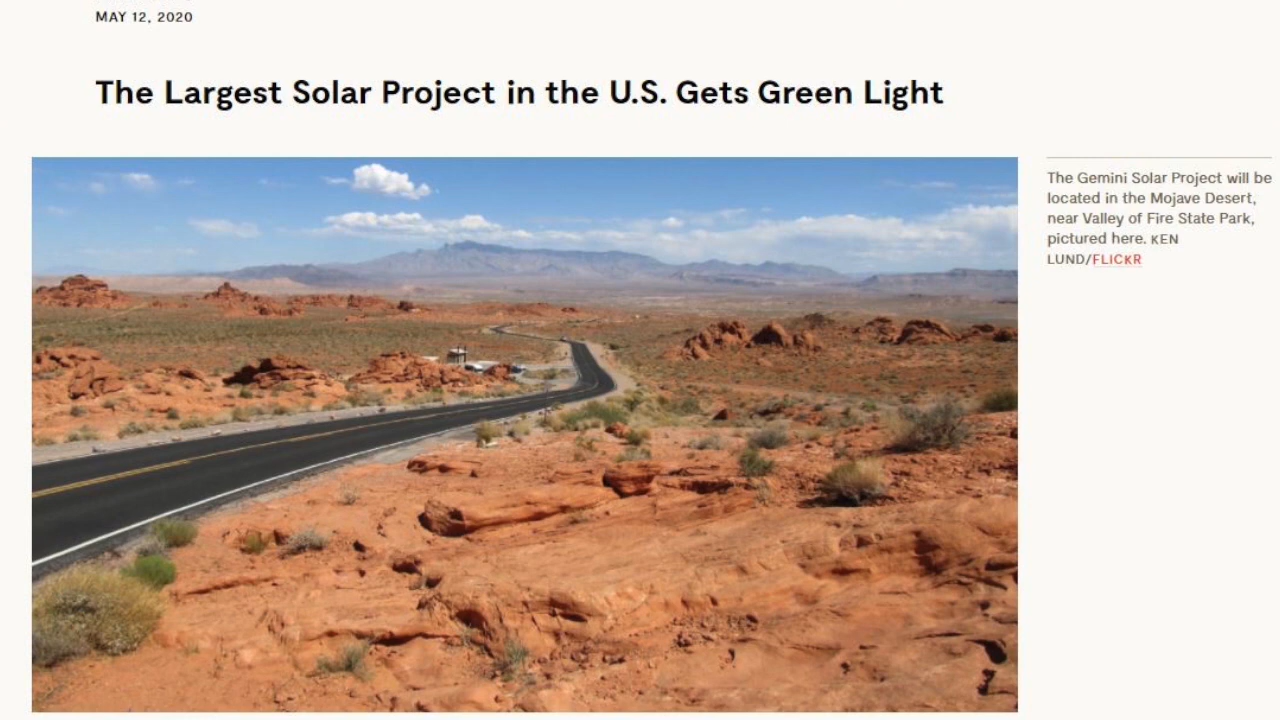 MAY 12, 2020
The Largest Solar Project in the U.S. Gets Green Light
The Gemini Solar Project will be
located in the Mojave Desert,
near Valley of Fire State Park,
pictured here. KEN
LUND/FLICKR